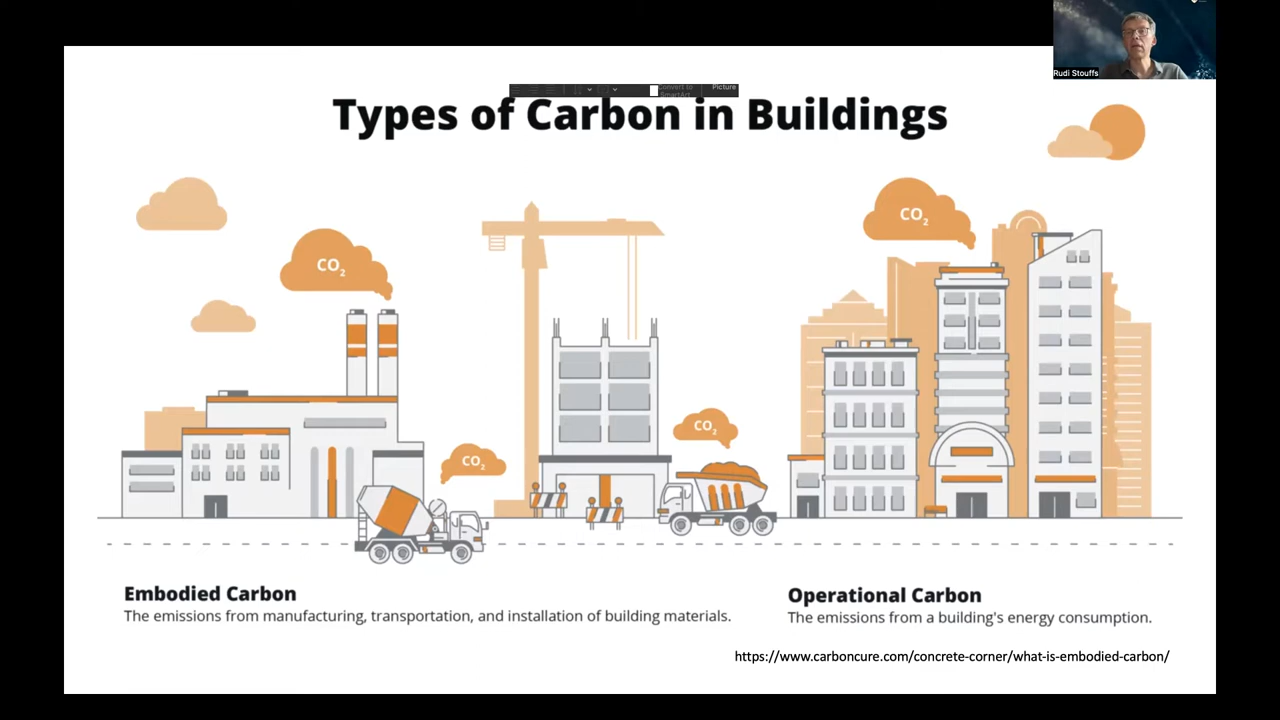 Rudi Stouffs
Convert to
SmartArt
Picture
Types of Carbon in Buildings
CO2
CO2
CO2
CO2
Embodied Carbon
The emissions from manufacturing, transportation, and installation of building materials.
Operational Carbon
The emissions from a building's energy consumption.
https://www.carboncure.com/concrete-corner/what-is-embodied-carbon/